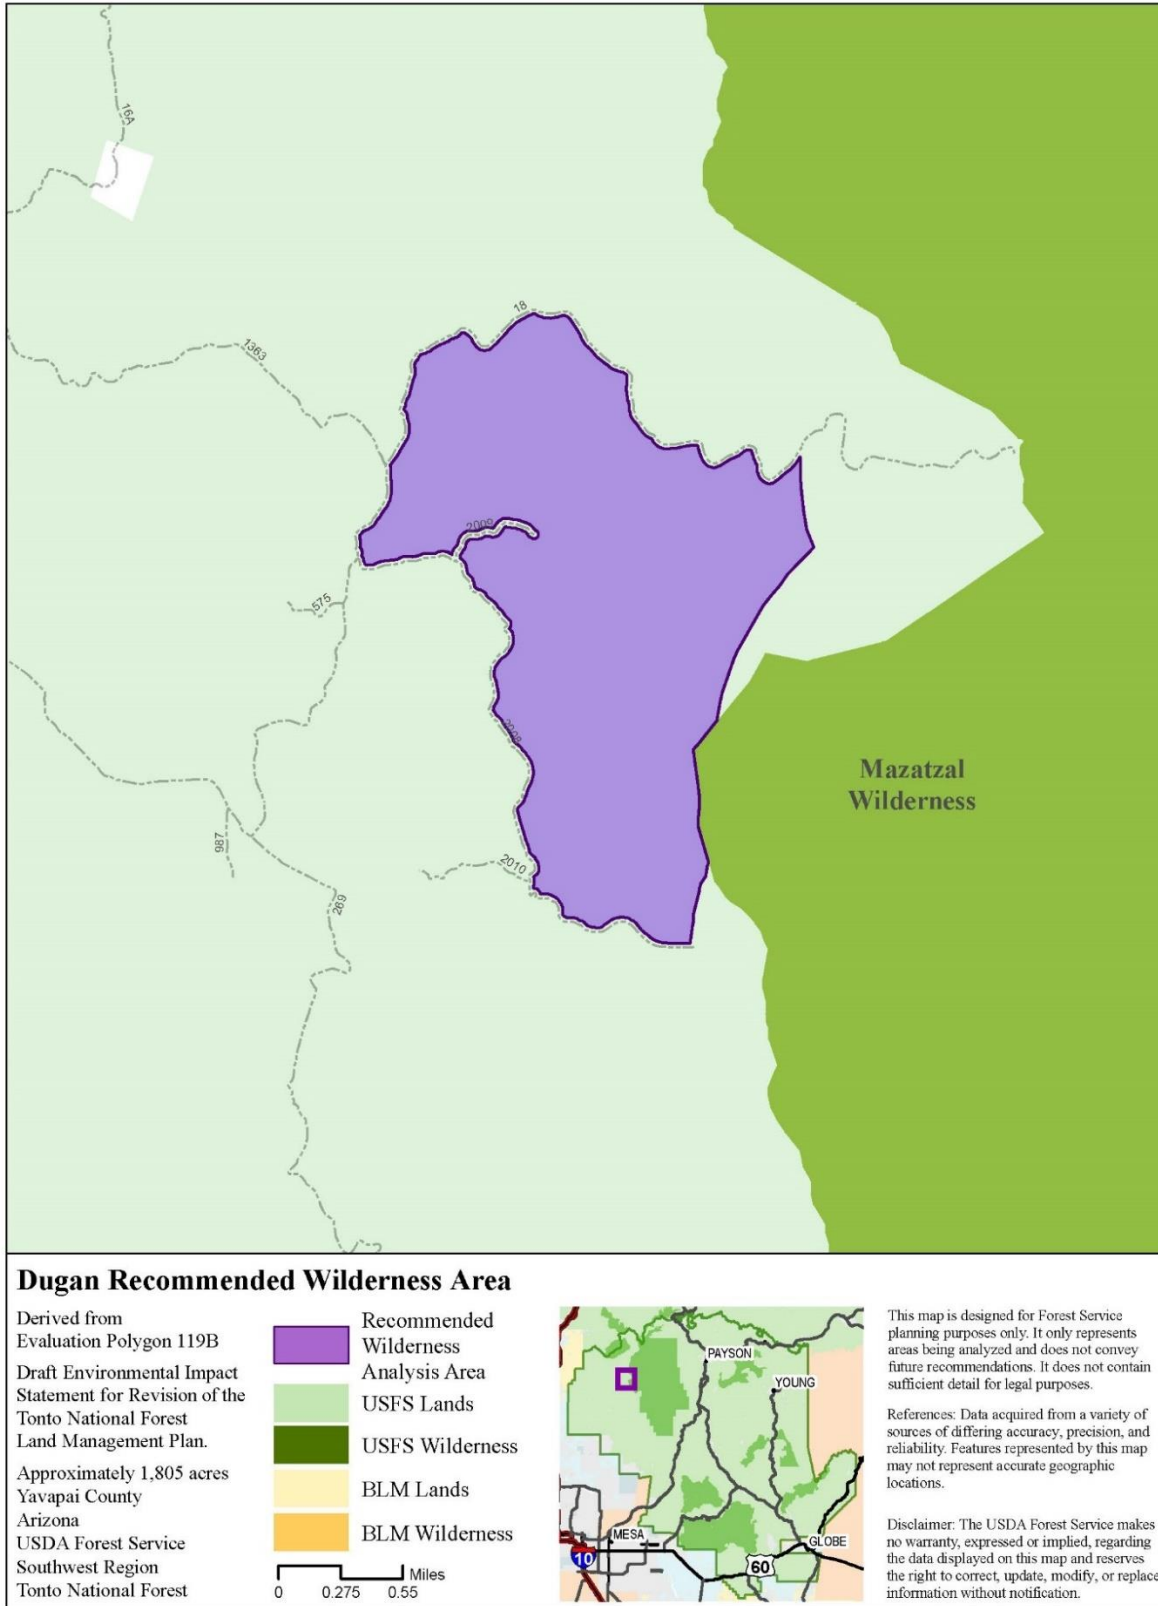 16A
18
1363
2009
575
2008
Mazatzal
Wilderness
987
2010
269
Dugan Recommended Wilderness Area
Derived from
Evaluation Polygon 119B
Draft Environmental Impact
Statement for Revision of the
Tonto National Forest
Land Management Plan.
Approximately 1,805 acres
Yavapai County
Arizona
USDA Forest Service
Southwest Region
Tonto National Forest
Recommended
Wilderness
Analysis Area
USFS Lands
USFS Wilderness
BLM Lands
BLM Wilderness
Miles
0 0.275 0.55
PAYSON
YOUNG
MESA
GLOBE
10
60
This map is designed for Forest Service
planning purposes only. It only represents
areas being analyzed and does not convey
future recommendations. It does not contain
sufficient detail for legal purposes.
References: Data acquired from a variety of
sources of differing accuracy, precision, and
reliability. Features represented by this map
may not represent accurate geographic
locations.
Disclaimer: The USDA Forest Service makes
no warranty, expressed or implied, regarding
the data displayed on this map and reserves
the right to correct, update, modify, or replace
information without notification.